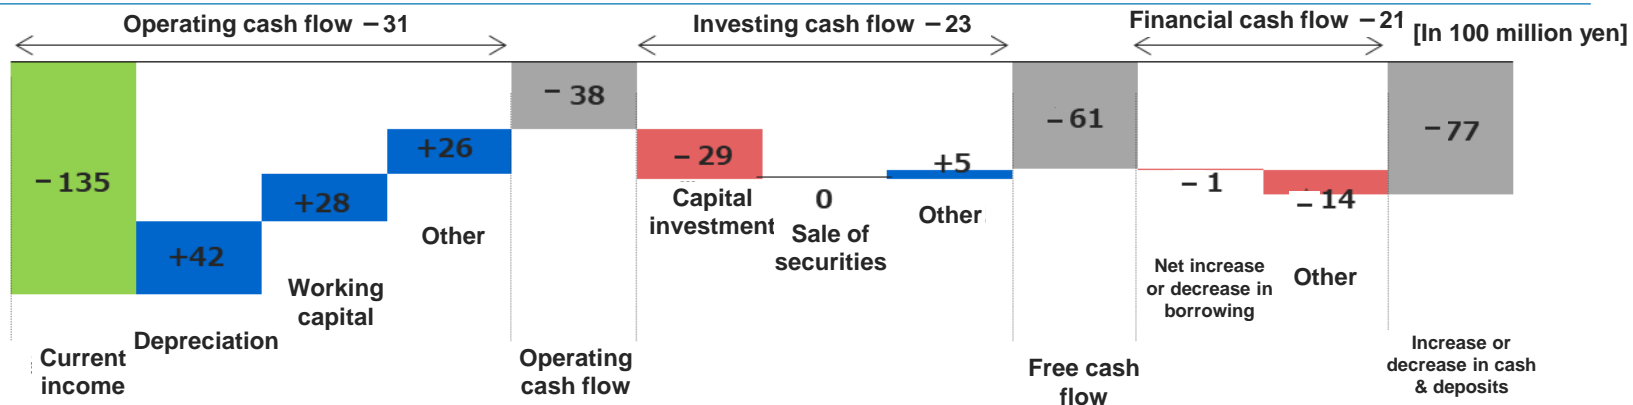 Operating cash flow －31
Investing cash flow －23
Financial cash flow －21
[In 100 million yen]
－135
+42
+28
+26
－38
－29
0
+5
－61
－1
－14
－77
Current
income
Depreciation
Working
capital
Other
Operating
cash flow
Capital
investment
Sale of
securities
Other
Free cash
flow
Net increase
or decrease in
borrowing
Other
Increase or
decrease in cash
& deposits